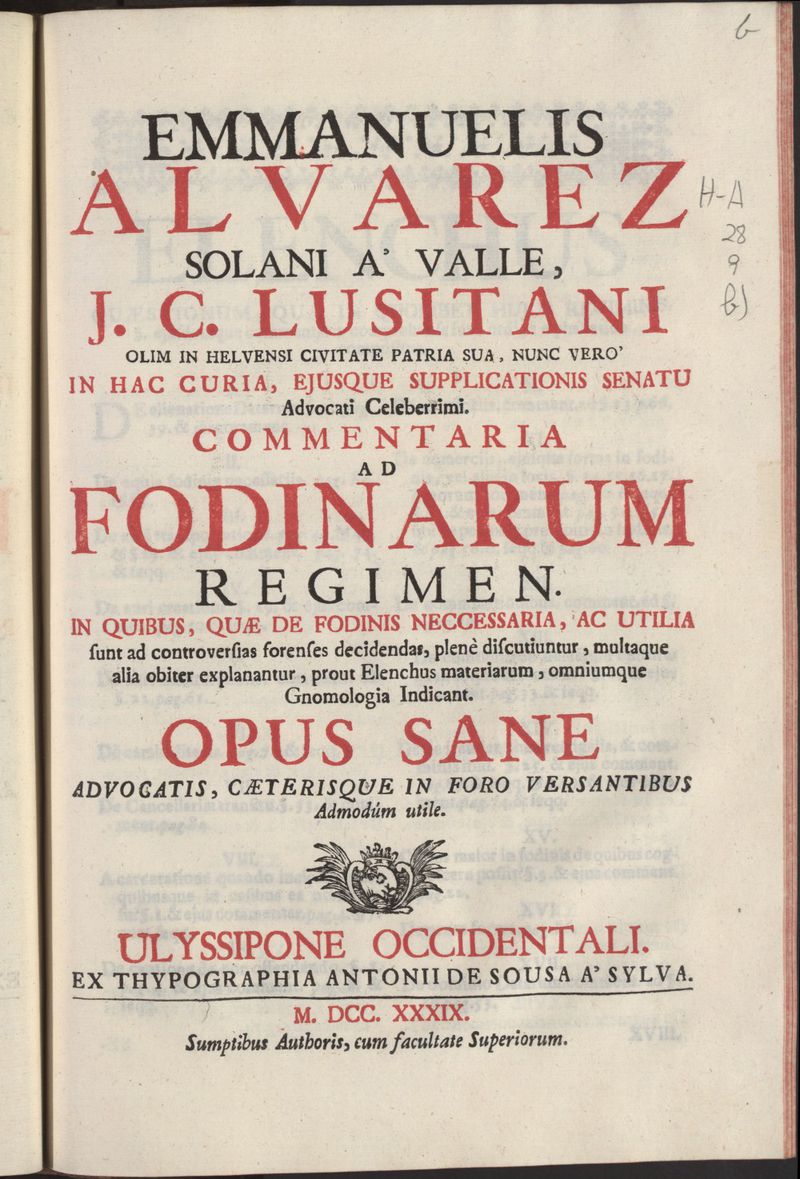 b
EMMANUELIS
ALVAREZ
SOLANI A' VALLE,
J. C. LUSITANI
OLIM IN HELVENSI CIVITATE PATRIA SUA, NUNC VERO'
IN HAC CURIA, EJUSQUE SUPPLICATIONIS SENATU
Advocati Celeberrimi.
COMMENTARIA
AD
FODINARUM
REGIMEN.
IN QUIBUS, QUÆ DE FODINIS NECCESSARIA, AC UTILIA
ſunt ad controverſias forenſes decidendas, plenè diſcutiuntur, multaque
alia obiter explanantur, prout Elenchus materiarum, omniumque
Gnomologia Indicant.
OPUS SANE
ADVOCATIS, CÆTERISQUE IN FORO VERSANTIBUS
Admodúm utile.
ULYSSIPONE OCCIDENTALI.
EX THYPOGRAPHIA ANTONII DE SOUSA A' SYLVA.
M. DCC. XXXIX.
Sumptibus Authoris, cum facultate Superiorum.
H-A
28
9
b)